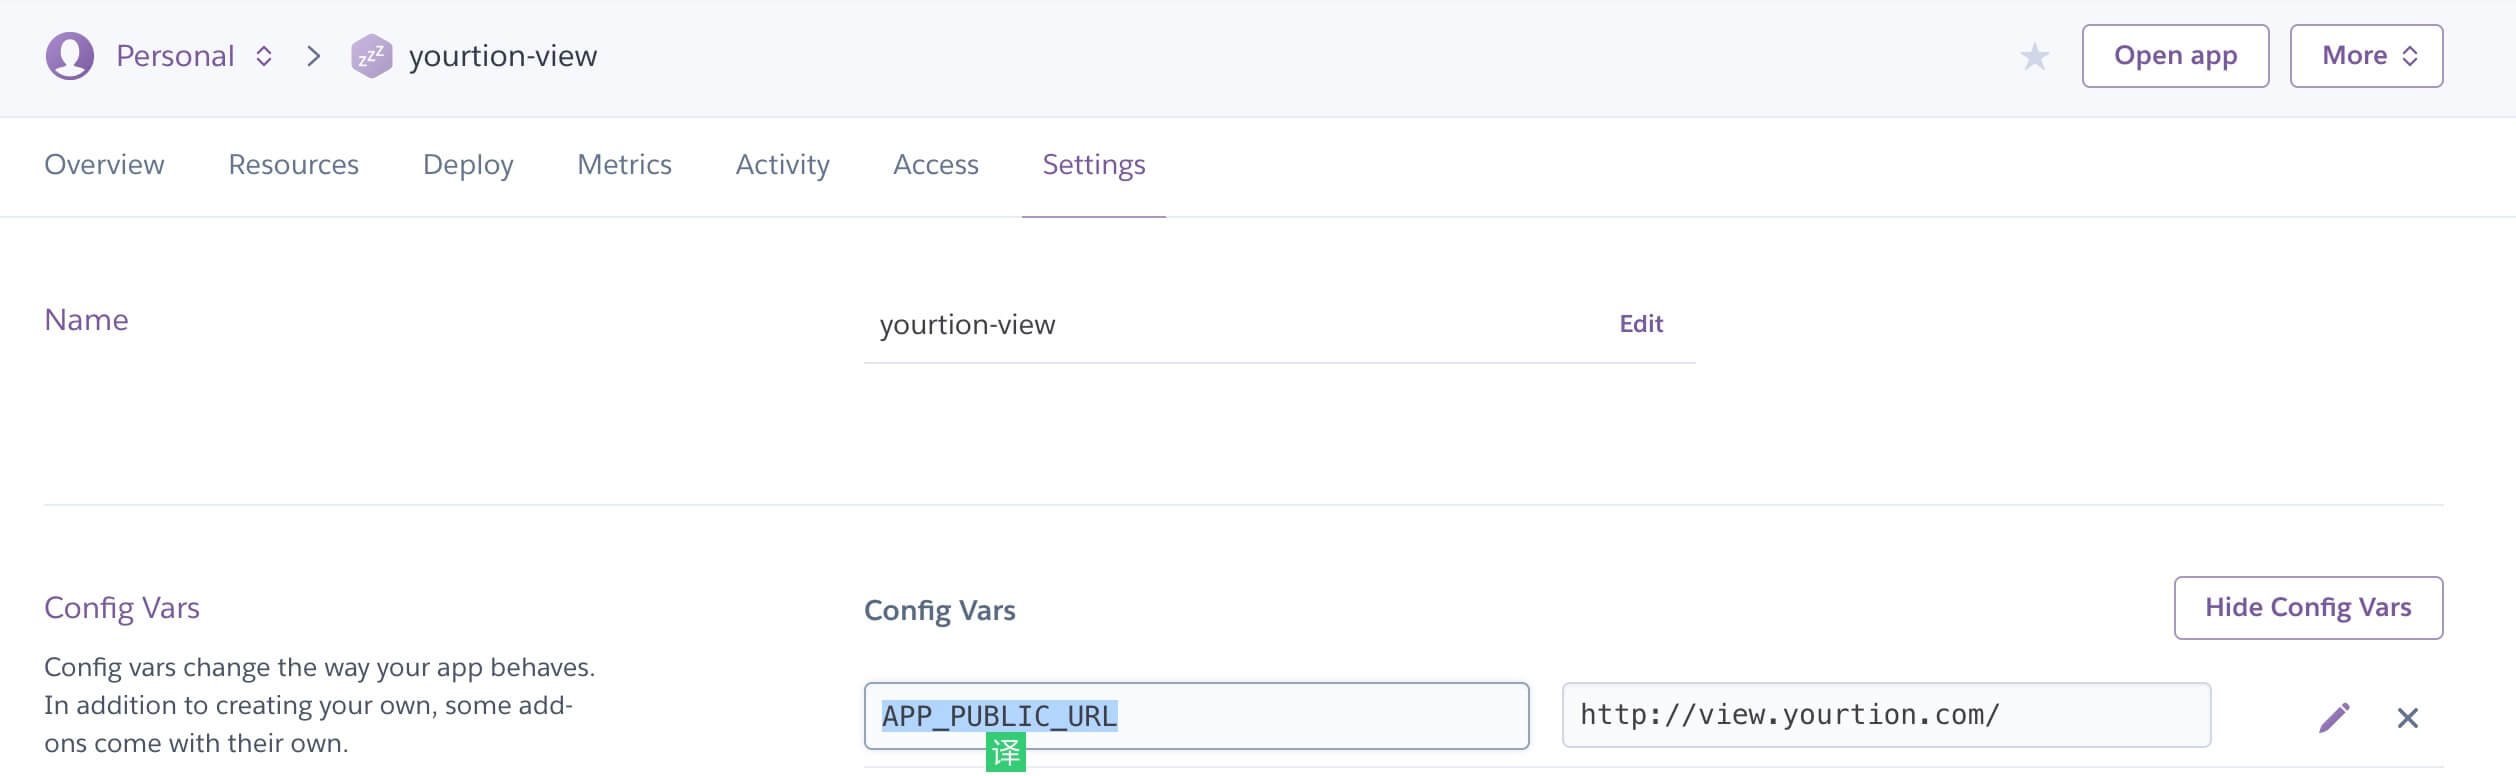 Personal
zzz
yourtion-view
Open app
More
Overview
Resources
Deploy
Metrics
Activity
Access
Settings
Name
yourtion-view
Edit
Config Vars
Config vars change the way your app behaves.
In addition to creating your own, some add-
ons come with their own.
Config Vars
Hide Config Vars
APP_PUBLIC_URL
http://view.yourtion.com/
译